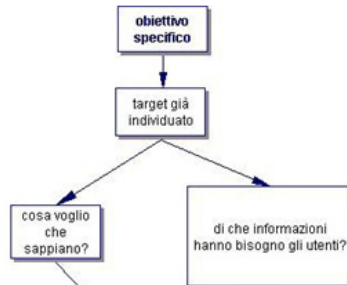 obiettivo
specifico
target già
individuato
cosa voglio
che
sappiano?
di che informazioni
hanno bisogno gli utenti?